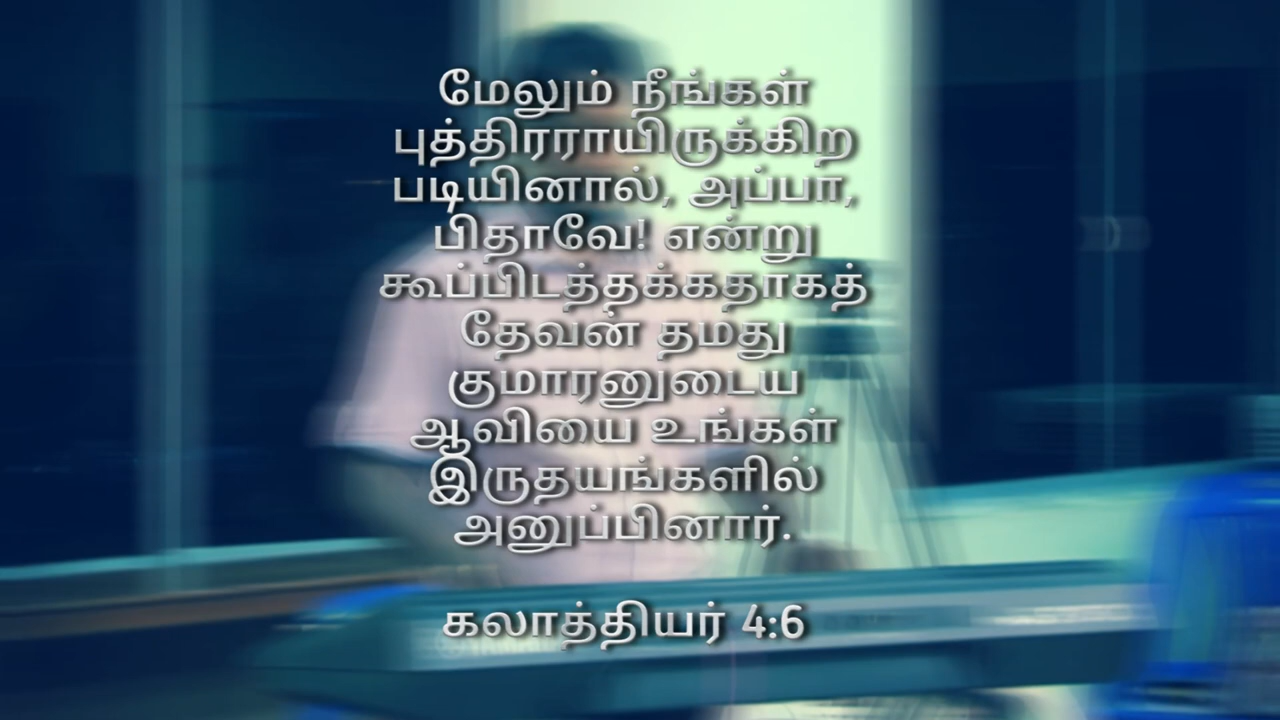 மேலும் நீங்கள்
புத்திரராயிருக்கிற
படியினால், அப்பா,
பிதாவே! என்று
கூப்பிடத்தக்கதாகத்
தேவன் தமது
குமாரனுடைய
ஆவியை உங்கள்
இருதயங்களில்
அனுப்பினார்.
கலாத்தியர் 4:6